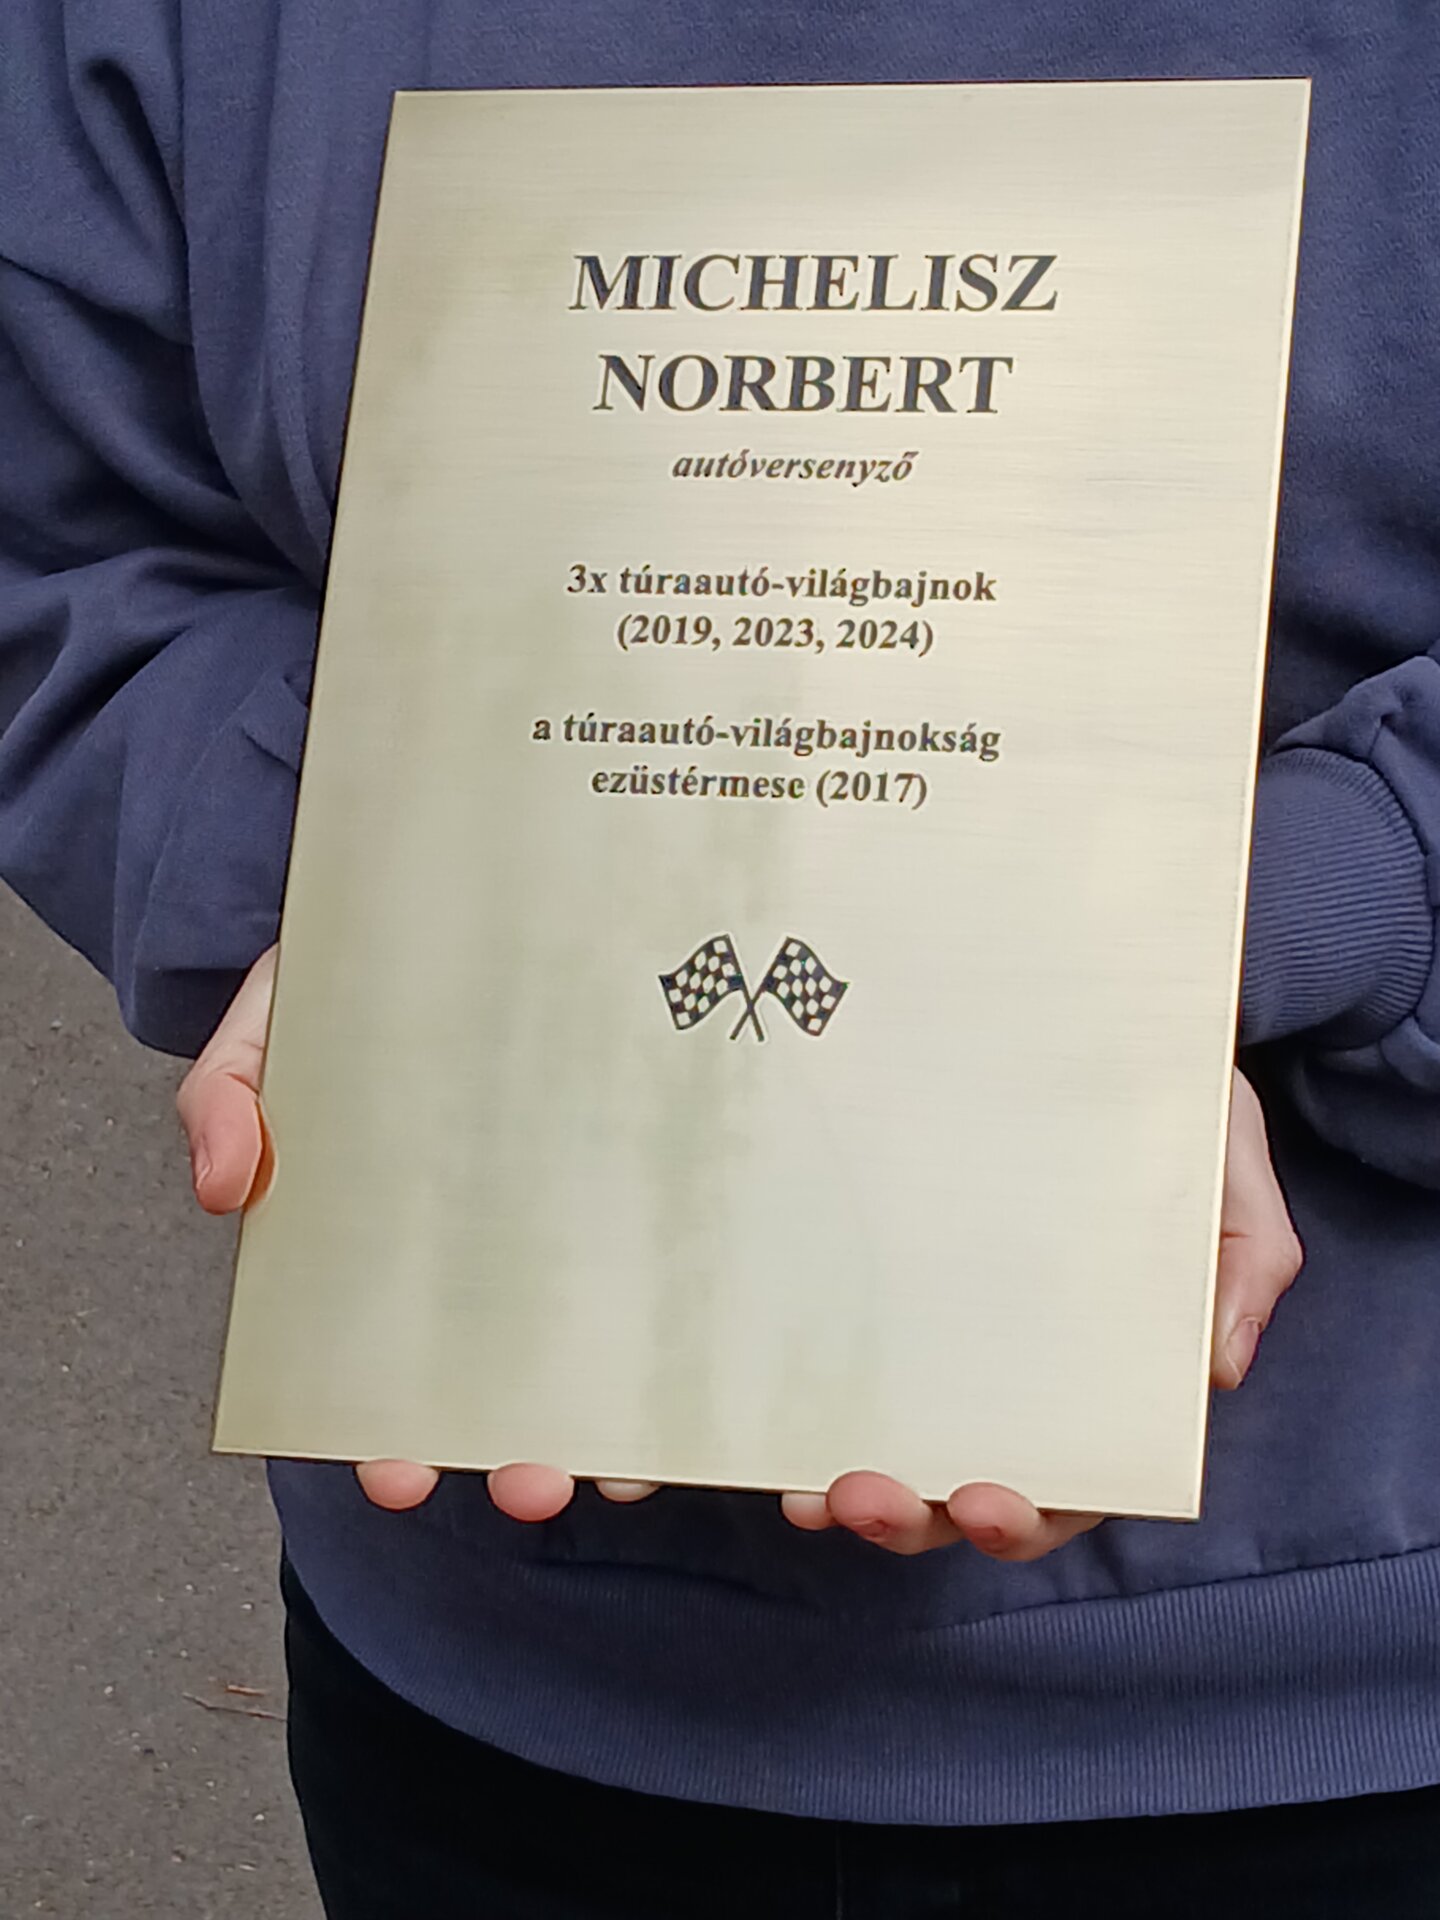 MICHELISZ
NORBERT
autóversenyző
3x túraautó-világbajnok
(2019, 2023, 2024)
a túraautó-világbajnokság
ezüstérmese (2017)